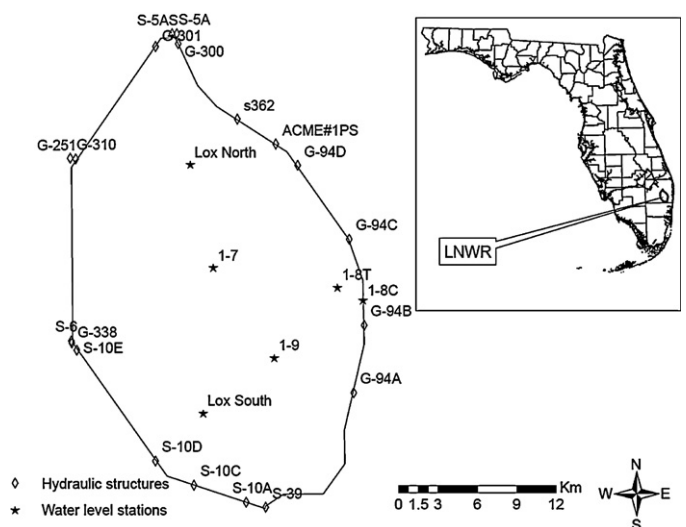 S-5AS S-5A
G-301
G-300
s362
ACME#1PS
G-94D
G-251 G-310
Lox North
G-94C
LNWR
1-7
1-8T
1-8C
G-94B
S-6
G-338
S-10E
1-9
G-94A
Lox South
S-10D
S-10C
S-10A
S-39
Hydraulic structures
Water level stations
Km
0 1.5 3 6 9 12
N
W E
S